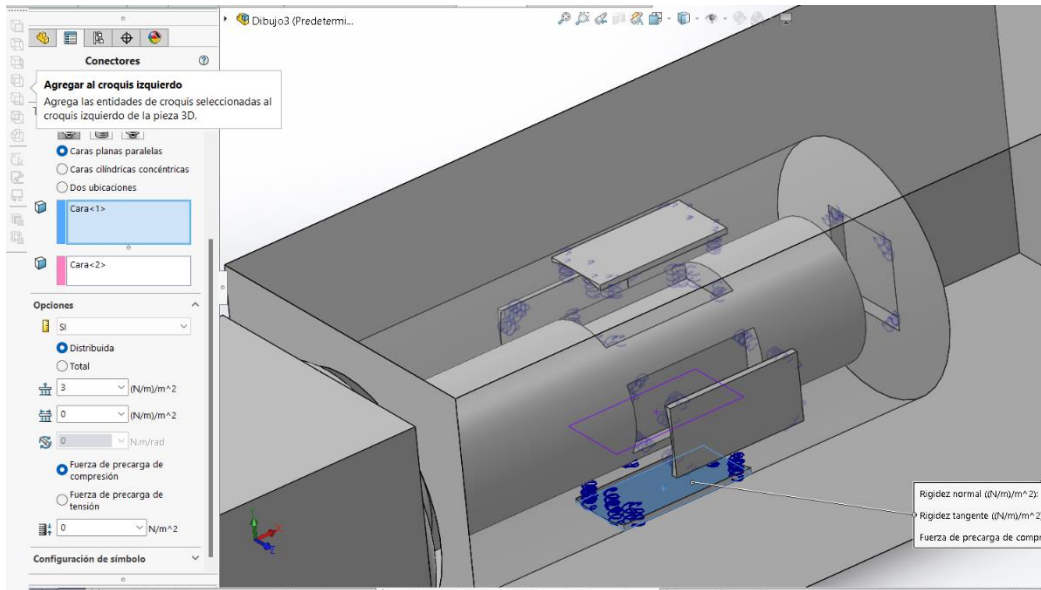 Dibujo3 (Predetermi...
Conectores
Agregar al croquis izquierdo
Agrega las entidades de croquis seleccionadas al
croquis izquierdo de la pieza 3D.
Caras planas paralelas
Caras cilíndricas concéntricas
Dos ubicaciones
Cara<1>
Cara<2>
Opciones
SI
Distribuida
Total
3 (N/m)/m^2
0 (N/m)/m^2
0 N.m/rad
Fuerza de precarga de
compresión
Fuerza de precarga de
tensión
0 N/m^2
Configuración de símbolo
Rigidez normal ((N/m)/m^2):
Rigidez tangente ((N/m)/m^2)
Fuerza de precarga de compr